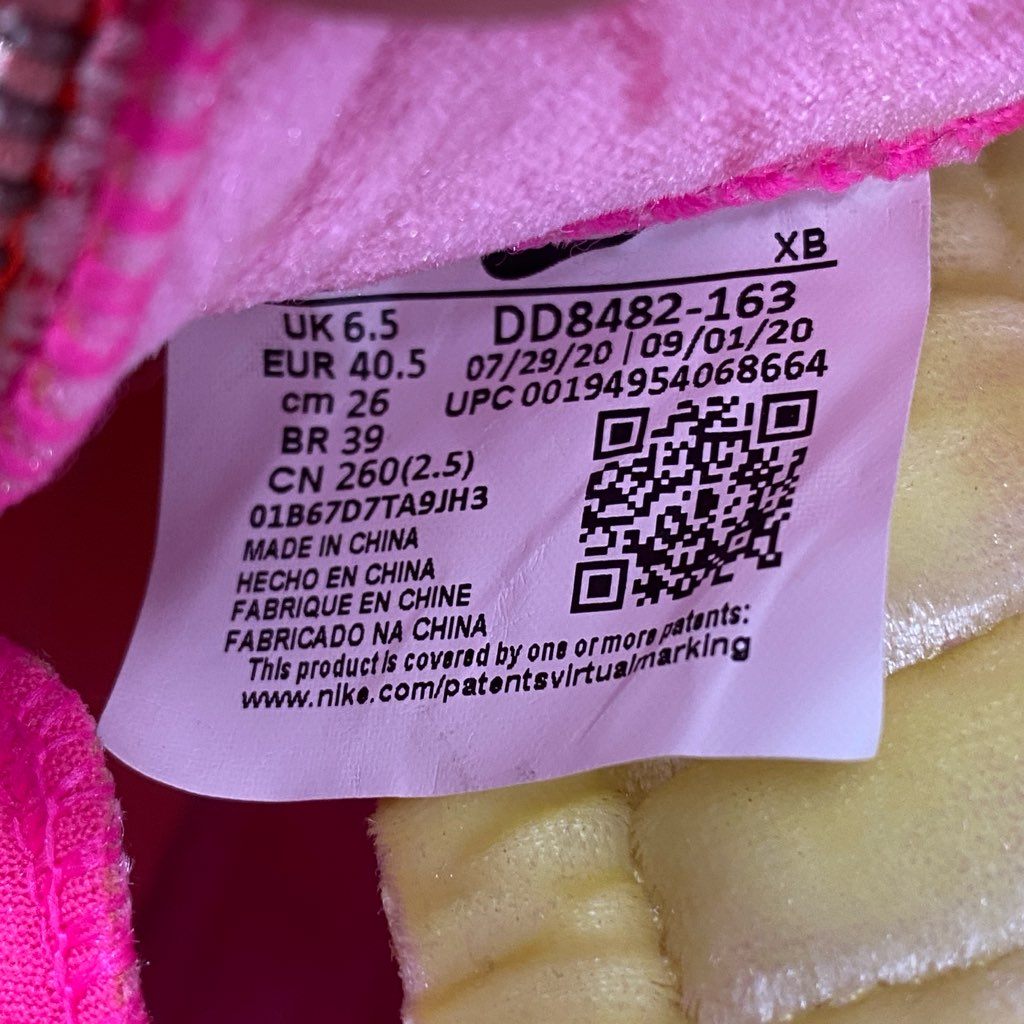 XB
UK 6.5
EUR 40.5
cm 26
BR 39
CN 260(2.5)
01B67D7TA9JH3
DD8482-163
07/29/20 | 09/01/20
UPC 00194954068664
MADE IN CHINA
HECHO EN CHINA
FABRIQUE EN CHINE
FABRICADO NA CHINA
This product is covered by one or more patents:
www.nike.com/patentsvirtualmarking